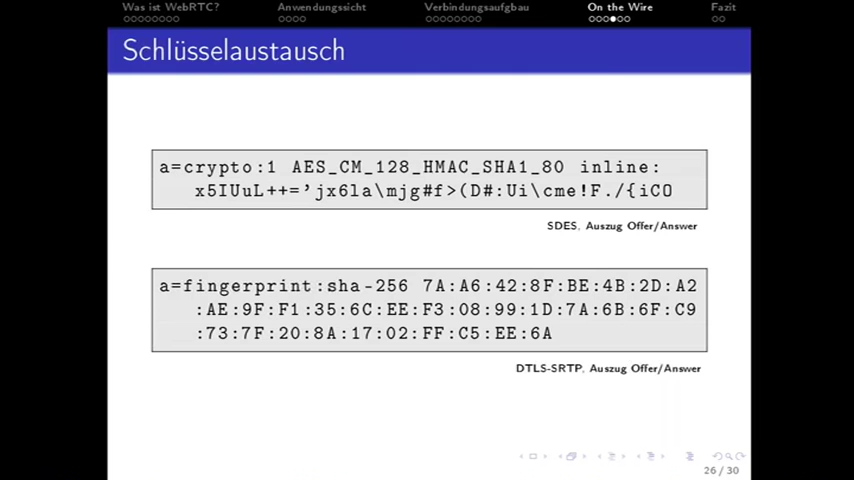 Was ist WebRTC? Anwendungssicht Verbindungsaufbau On the Wire Fazit
Schlüsselaustausch
a=crypto:1 AES_CM_128_HMAC_SHA1_80 inline:
x5IUuL++='jx6la\mjg#f>(D#:Ui\cme!F./{iCO
SDES, Auszug Offer/Answer
a=fingerprint:sha-256 7A:A6:42:8F:BE:4B:2D:A2
:AE:9F:F1:35:6C:EE:F3:08:99:1D:7A:6B:6F:C9
:73:7F:20:8A:17:02:FF:C5:EE:6A
DTLS-SRTP, Auszug Offer/Answer
26 / 30